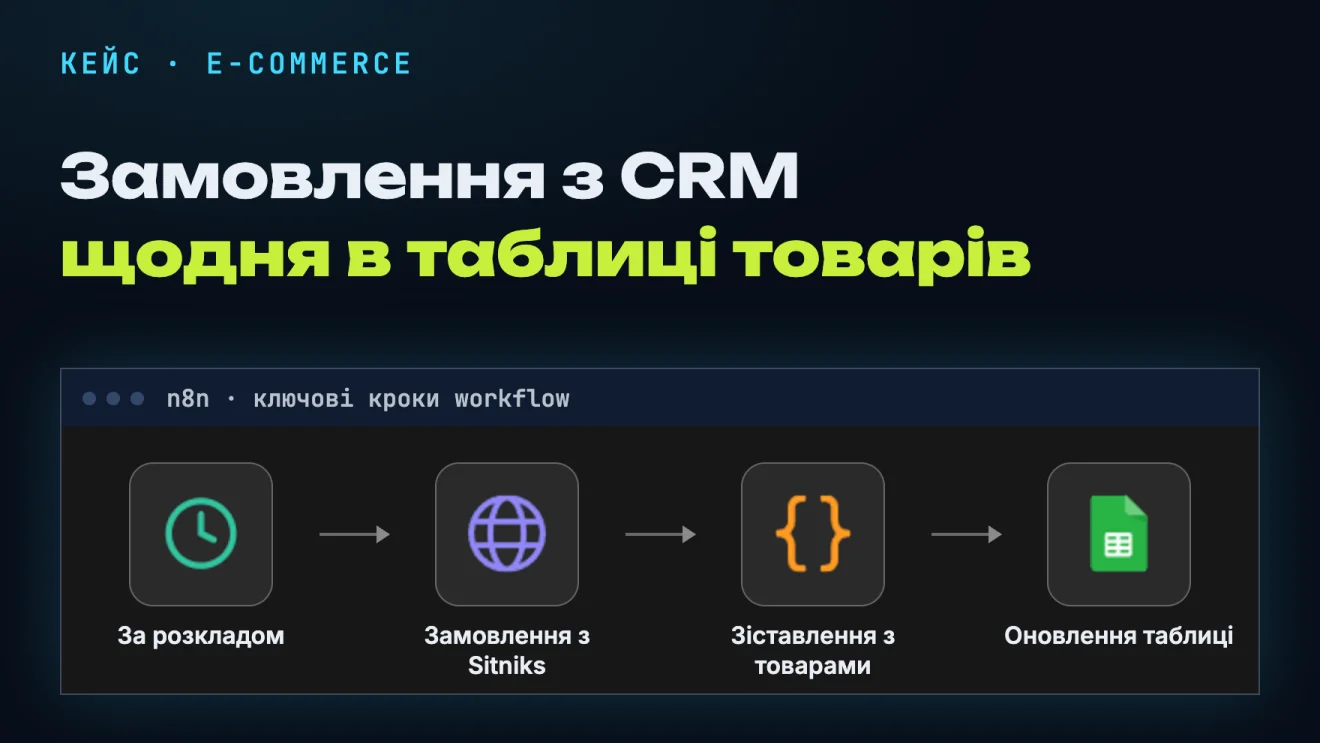 КЕЙС · E-COMMERCE
Замовлення з CRM
щодня в таблиці товарів
n8n · ключові кроки workflow
За розкладом
Замовлення з
Sitniks
Зіставлення з
товарами
Оновлення таблиці